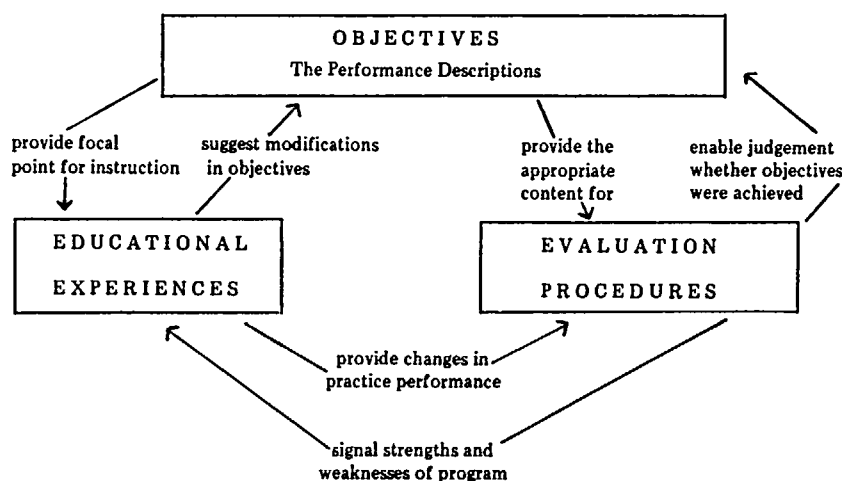 OBJECTIVES
The Performance Descriptions
provide focal
point for instruction
suggest modifications
in objectives
provide the
appropriate
content for
enable judgement
whether objectives
were achieved
EDUCATIONAL
EXPERIENCES
EVALUATION
PROCEDURES
provide changes in
practice performance
signal strengths and
weaknesses of program